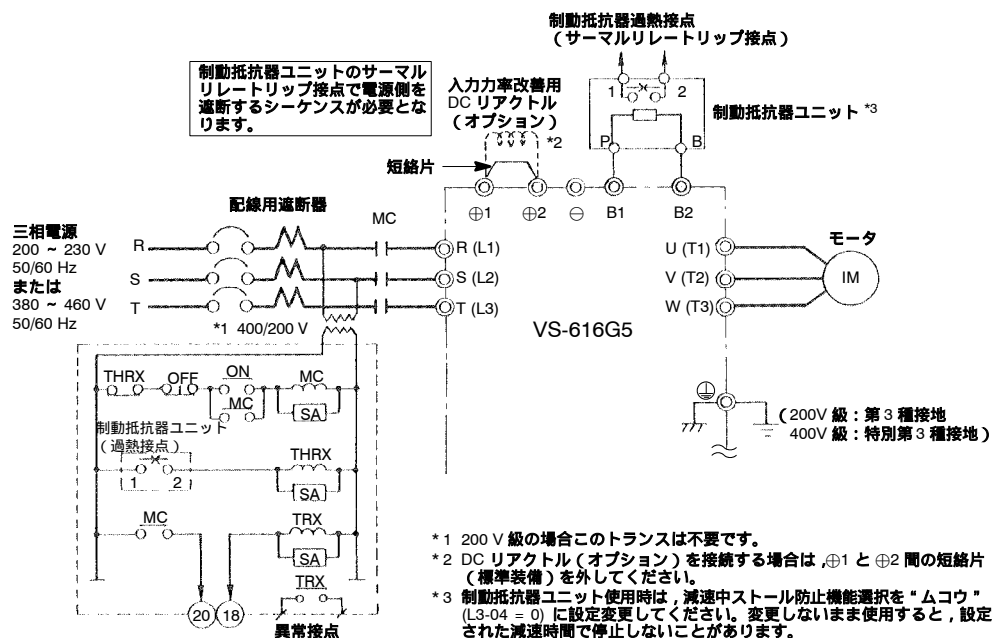 制動抵抗器過熱接点
（サーマルリレートリップ接点）
制動抵抗器ユニットのサーマル
リレートリップ接点で電源側を
遮断するシーケンスが必要とな
ります。
入力力率改善用
DC リアクトル
（オプション）
*2
1
2
制動抵抗器ユニット *3
P
B
短絡片
配線用遮断器
MC
⊕1
⊕2
⊖
B1
B2
三相電源
200 ~ 230 V
50/60 Hz
または
380 ~ 460 V
50/60 Hz
R
S
T
R (L1)
S (L2)
T (L3)
U (T1)
V (T2)
W (T3)
モータ
IM
*1 400/200 V
VS-616G5
THRX
OFF
ON
MC
MC
SA
制動抵抗器ユニット
（過熱接点）
1
2
THRX
SA
MC
TRX
SA
TRX
20
18
異常接点
（200V 級：第 3 種接地
400V 級：特別第 3 種接地）
* 1 200 V 級の場合このトランスは不要です。
* 2 DC リアクトル（オプション）を接続する場合は ,⊕1 と ⊕2 間の短絡片
（標準装備）を外してください。
* 3 制動抵抗器ユニット使用時は , 減速中ストール防止機能選択を “ ムコウ ”
(L3-04 = 0) に設定変更してください。変更しないまま使用すると , 設定
された減速時間で停止しないことがあります。